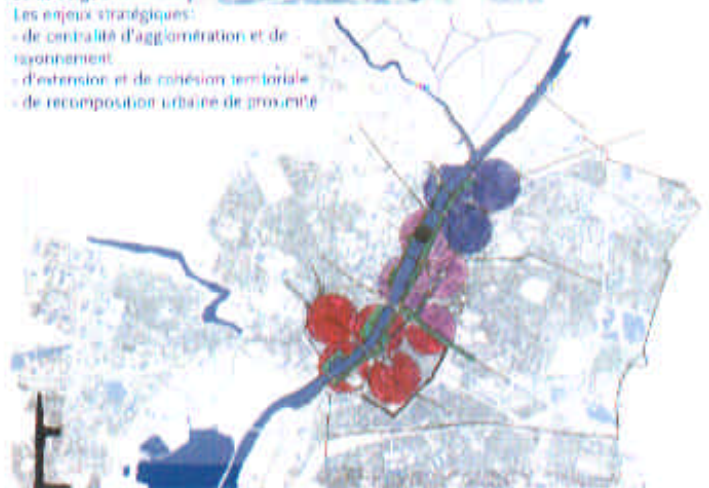 Les enjeux stratégiques:
- de centralité d'agglomération et de
rayonnement
- d'extension et de cohésion territoriale
- de recomposition urbaine de proximité